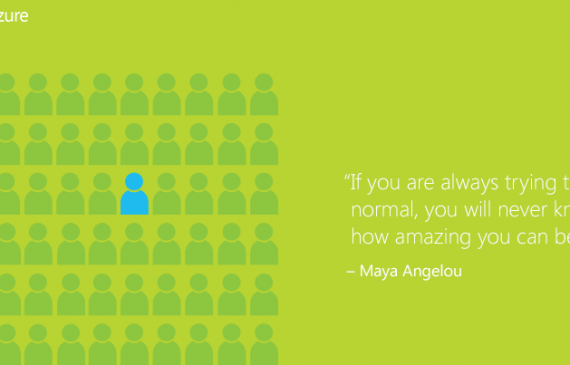 zure
“If you are always trying t
normal, you will never kn
how amazing you can be
– Maya Angelou